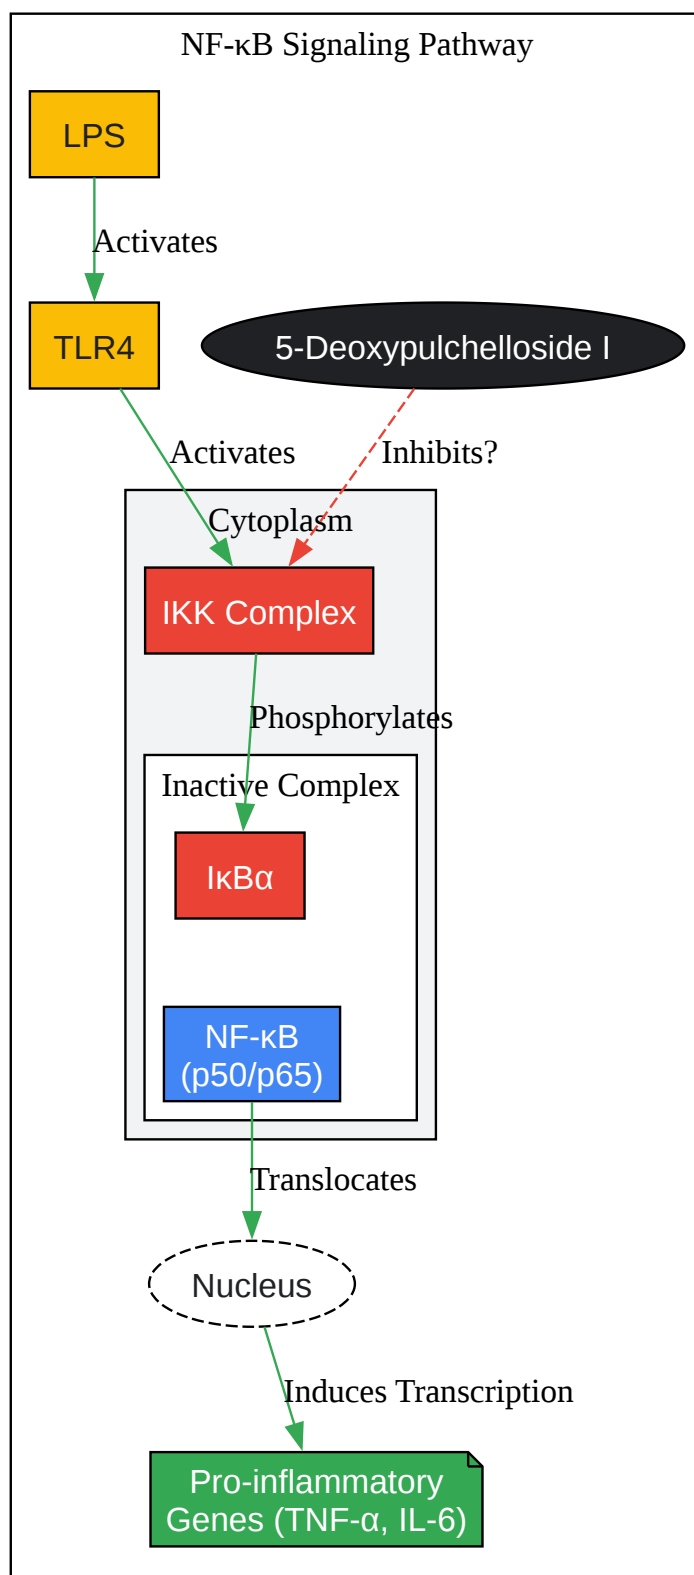 NF-κB Signaling Pathway
LPS
Activates
TLR4
5-Deoxypulchelloside I
Activates
Inhibits?
Cytoplasm
IKK Complex
Phosphorylates
Inactive Complex
IκBα
NF-κB
(p50/p65)
Translocates
Nucleus
Induces Transcription
Pro-inflammatory
Genes (TNF-α, IL-6)